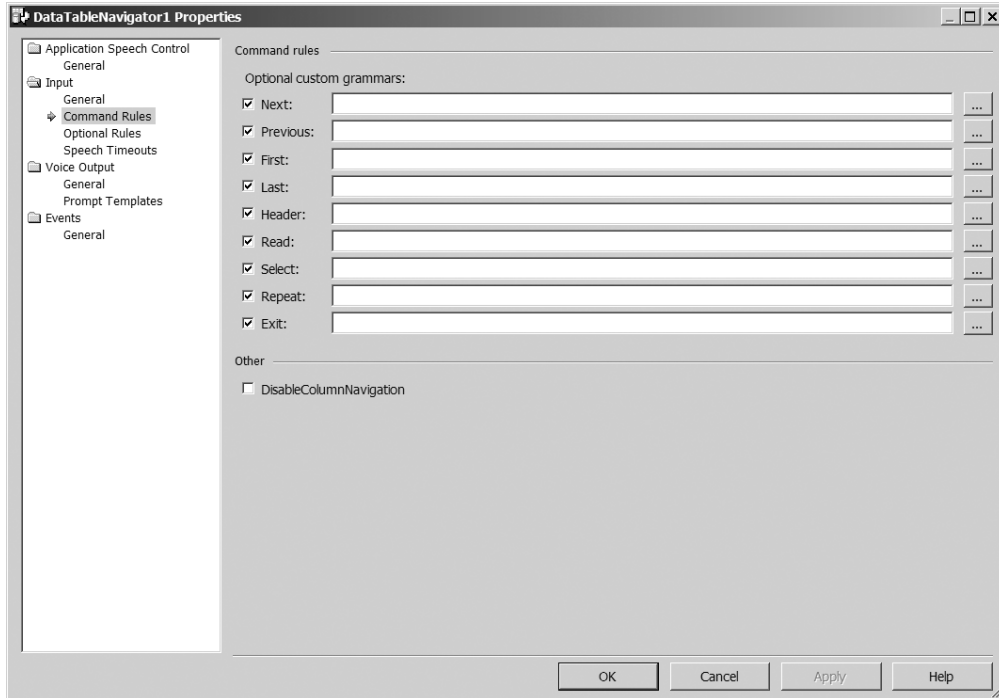 DataTableNavigator1 Properties
Application Speech Control
General
Input
General
Command Rules
Optional Rules
Speech Timeouts
Voice Output
General
Prompt Templates
Events
General
Command rules
Optional custom grammars:
Next:
...
Previous:
...
First:
...
Last:
...
Header:
...
Read:
...
Select:
...
Repeat:
...
Exit:
...
Other
DisableColumnNavigation
OK
Cancel
Apply
Help